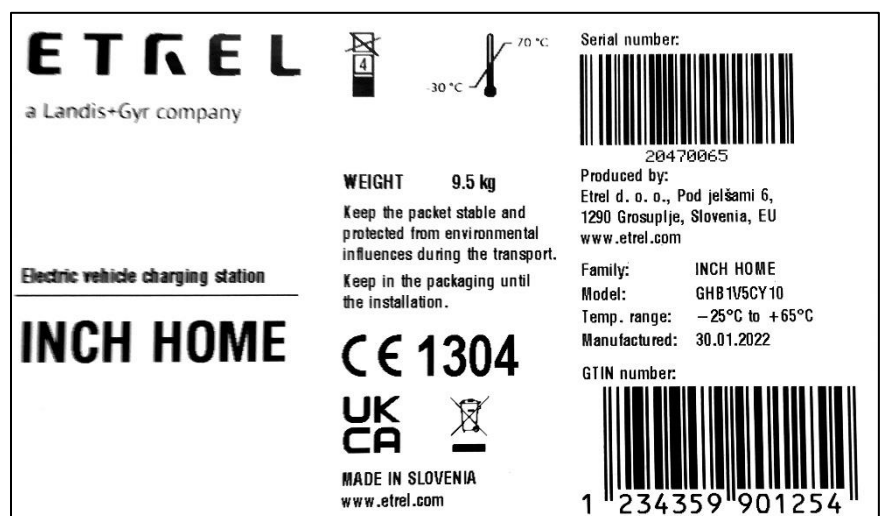 ETREL
a Landis+Gyr company
Electric vehicle charging station
INCH HOME
4
70 °C
-30 °C
WEIGHT 9.5 kg
Keep the packet stable and
protected from environmental
influences during the transport.
Keep in the packaging until
the installation.
CE 1304
UK
CA
MADE IN SLOVENIA
www.etrel.com
Serial number:
20470065
Produced by:
Etrel d. o. o., Pod jelšami 6,
1290 Grosuplje, Slovenia, EU
www.etrel.com
Family: INCH HOME
Model: GHB1V5CY10
Temp. range: −25°C to +65°C
Manufactured: 30.01.2022
GTIN number:
1 234359 901254